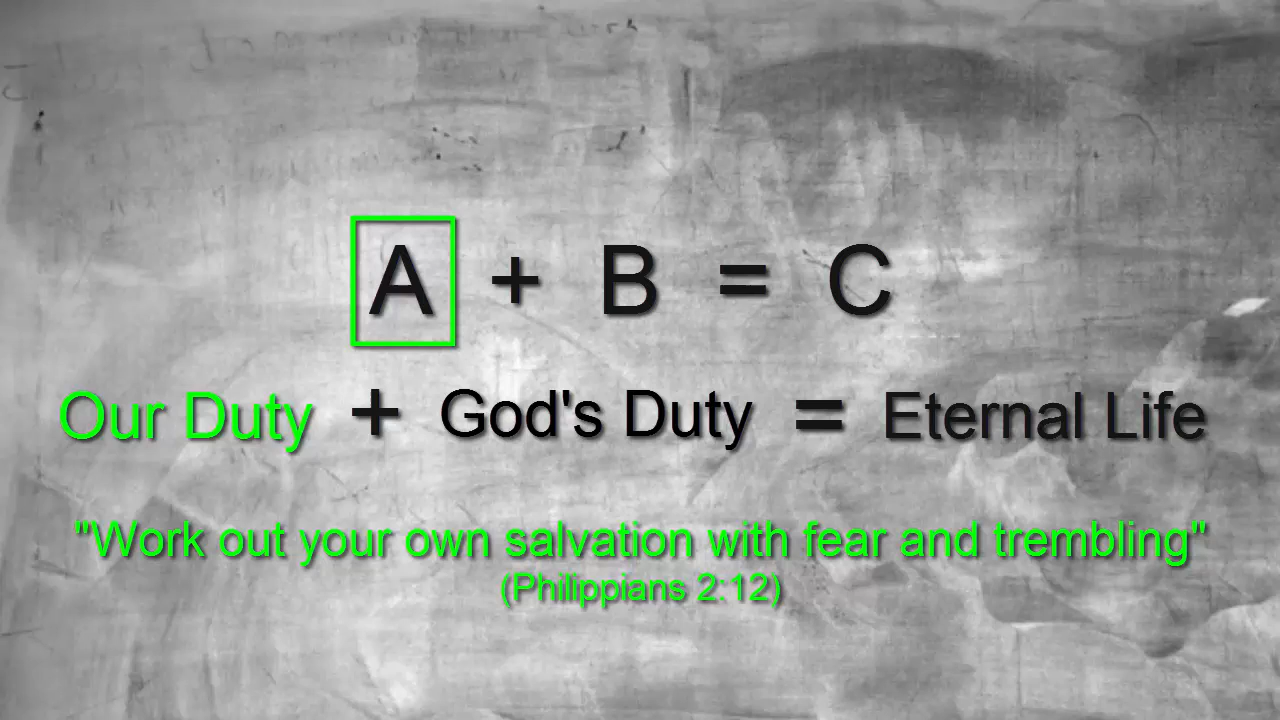 A + B = C
Our Duty + God's Duty = Eternal Life
"Work out your own salvation with fear and trembling"
(Philippians 2:12)